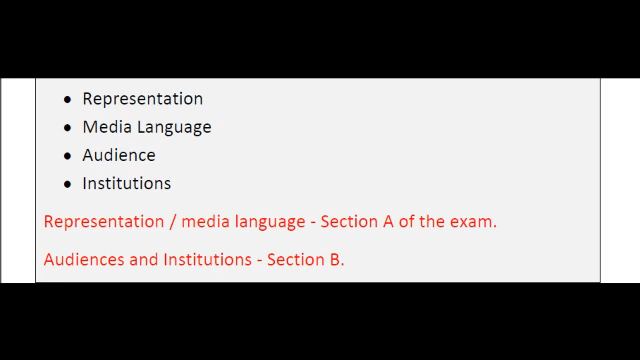 • Representation
• Media Language
• Audience
• Institutions
Representation / media language - Section A of the exam.
Audiences and Institutions - Section B.